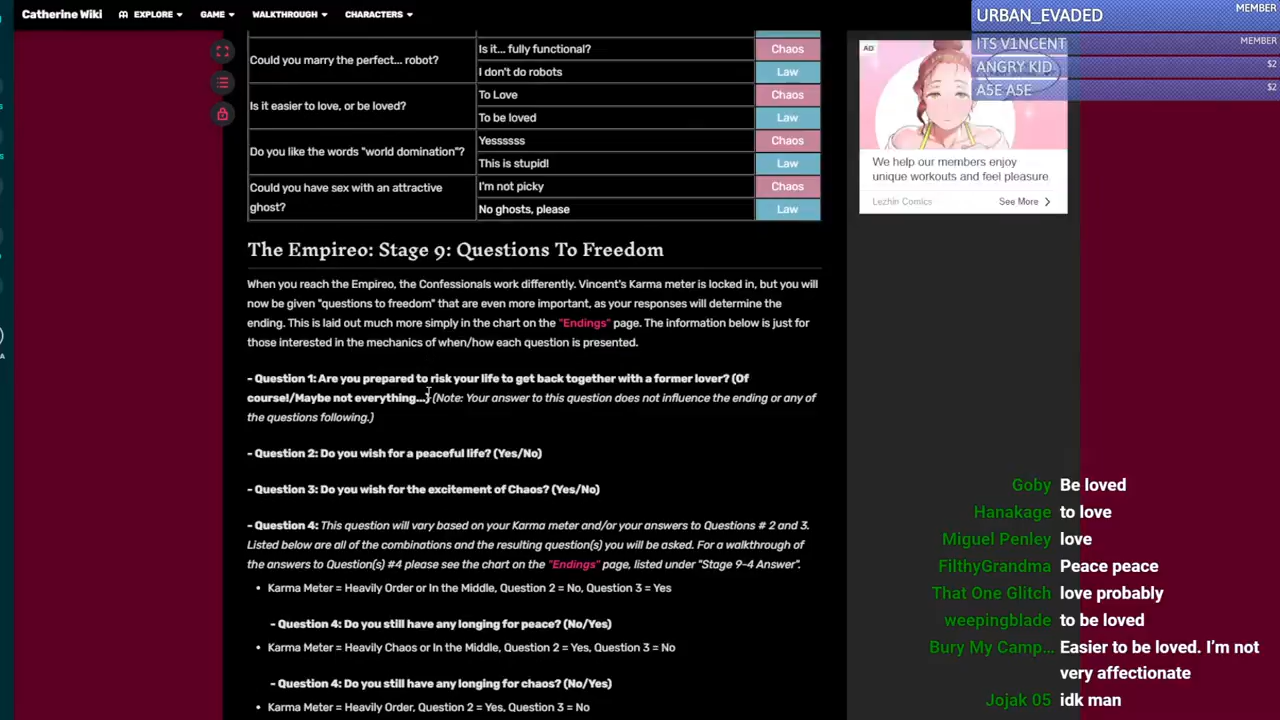 Catherine Wiki
EXPLORE
GAME
WALKTHROUGH
CHARACTERS
URBAN_EVADED
MEMBER
ITS V1NCENT
MEMBER
ANGRY KID
$2
A5E A5E
$2
Could you marry the perfect... robot?
Is it... fully functional?
Chaos
I don't do robots
Law
Is it easier to love, or be loved?
To Love
Chaos
To be loved
Law
Do you like the words "world domination"?
Yessssss
Chaos
This is stupid!
Law
Could you have sex with an attractive
ghost?
I'm not picky
Chaos
No ghosts, please
Law
AD
We help our members enjoy
unique workouts and feel pleasure.
Lezhin Comics
See More
The Empireo: Stage 9: Questions To Freedom
When you reach the Empireo, the Confessionals work differently. Vincent's Karma meter is locked in, but you will
now be given "questions to freedom" that are even more important, as your responses will determine the
ending. This is laid out much more simply in the chart on the "Endings" page. The information below is just for
those interested in the mechanics of when/how each question is presented.
- Question 1: Are you prepared to risk your life to get back together with a former lover? (Of
course!/Maybe not everything...) (Note: Your answer to this question does not influence the ending or any of
the questions following.)
- Question 2: Do you wish for a peaceful life? (Yes/No)
- Question 3: Do you wish for the excitement of Chaos? (Yes/No)
- Question 4: This question will vary based on your Karma meter and/or your answers to Questions # 2 and 3.
Listed below are all of the combinations and the resulting question(s) you will be asked. For a walkthrough of
the answers to Question(s) #4 please see the chart on the "Endings" page, listed under "Stage 9-4 Answer".
• Karma Meter = Heavily Order or In the Middle, Question 2 = No, Question 3 = Yes
- Question 4: Do you still have any longing for peace? (No/Yes)
• Karma Meter = Heavily Chaos or In the Middle, Question 2 = Yes, Question 3 = No
- Question 4: Do you still have any longing for chaos? (No/Yes)
• Karma Meter = Heavily Order, Question 2 = Yes, Question 3 = No
Goby Be loved
Hanakage to love
Miguel Penley love
FilthyGrandma Peace peace
That One Glitch love probably
weepingblade to be loved
Bury My Camp... Easier to be loved. I'm not
very affectionate
Jojak 05 idk man